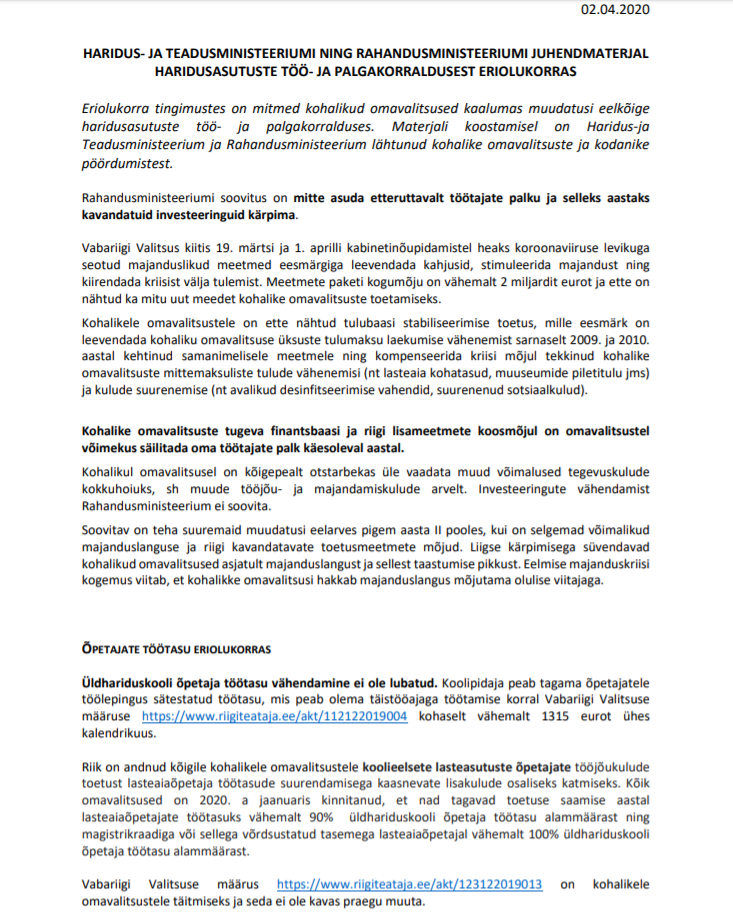 02.04.2020
HARIDUS- JA TEADUSMINISTEERIUMI NING RAHANDUSMINISTEERIUMI JUHENDMATERJAL
HARIDUSASUTUSTE TÖÖ- JA PALGAKORRALDUSEST ERIOLUKORRAS
Eriolukorra tingimustes on mitmed kohalikud omavalitsused kaalumas muudatusi eelkõige
haridusasutuste töö- ja palgakorralduses. Materjali koostamisel on Haridus-ja
Teadusministeerium ja Rahandusministeerium lähtunud kohalike omavalitsuste ja kodanike
pöördumistest.
Rahandusministeeriumi soovitus on mitte asuda etteruttavalt töötajate palku ja selleks aastaks
kavandatuid investeeringuid kärpima.
Vabariigi Valitsus kiitis 19. märtsi ja 1. aprilli kabinetinõupidamistel heaks koroonaviiruse levikuga
seotud majanduslikud meetmed eesmärgiga leevendada kahjusid, stimuleerida majandust ning
kiirendada kriisist välja tulemist. Meetmete paketi kogumõju on vähemalt 2 miljardit eurot ja ette on
nähtud ka mitu uut meedet kohalike omavalitsuste toetamiseks.
Kohalikele omavalitsustele on ette nähtud tulubaasi stabiliseerimise toetus, mille eesmärk on
leevendada kohaliku omavalitsuse üksuste tulumaksu laekumise vähenemist sarnaselt 2009. ja 2010.
aastal kehtinud samanimelisele meetmele ning kompenseerida kriisi mõjul tekkinud kohalike
omavalitsuste mittemaksuliste tulude vähenemisi (nt lasteaia kohatasud, muuseumide piletitulu jms)
ja kulude suurenemise (nt avalikud desinfitseerimise vahendid, suurenenud sotsiaalkulud).
Kohalike omavalitsuste tugeva finantsbaasi ja riigi lisameetmete koosmõjul on omavalitsustel
võimekus säilitada oma töötajate palk käesoleval aastal.
Kohalikul omavalitsusel on kõigepealt otstarbekas üle vaadata muud võimalused tegevuskulude
kokkuhoiuks, sh muude tööjõu- ja majandamiskulude arvelt. Investeeringute vähendamist
Rahandusministeerium ei soovita.
Soovitav on teha suuremaid muudatusi eelarves pigem aasta II pooles, kui on selgemad võimalikud
majanduslanguse ja riigi kavandatavate toetusmeetmete mõjud. Liigse kärpimisega süvendavad
kohalikud omavalitsused asjatult majanduslangust ja sellest taastumise pikkust. Eelmise majanduskriisi
kogemus viitab, et kohalikke omavalitsusi hakkab majanduslangus mõjutama olulise viitajaga.
ÕPETAJATE TÖÖTASU ERIOLUKORRAS
Üldhariduskooli õpetaja töötasu vähendamine ei ole lubatud. Koolipidaja peab tagama õpetajatele
töölepingus sätestatud töötasu, mis peab olema täistööajaga töötamise korral Vabariigi Valitsuse
määruse https://www.riigiteataja.ee/akt/112122019004 kohaselt vähemalt 1315 eurot ühes
kalendrikuus.
Riik on andnud kõigile kohalikele omavalitsustele koolieelsete lasteasutuste õpetajate tööjõukulude
toetust lasteaiaõpetaja töötasude suurendamisega kaasnevate lisakulude osaliseks katmiseks. Kõik
omavalitsused on 2020. a jaanuaris kinnitanud, et nad tagavad toetuse saamise aastal
lasteaiaõpetajate töötasuks vähemalt 90% üldhariduskooli õpetaja töötasu alammäärast ning
magistrikraadiga või sellega võrdsustatud tasemega lasteaiaõpetajal vähemalt 100% üldhariduskooli
õpetaja töötasu alammäärast.
Vabariigi Valitsuse määrus https://www.riigiteataja.ee/akt/123122019013 on kohalikele
omavalitsustele täitmiseks ja seda ei ole kavas praegu muuta.